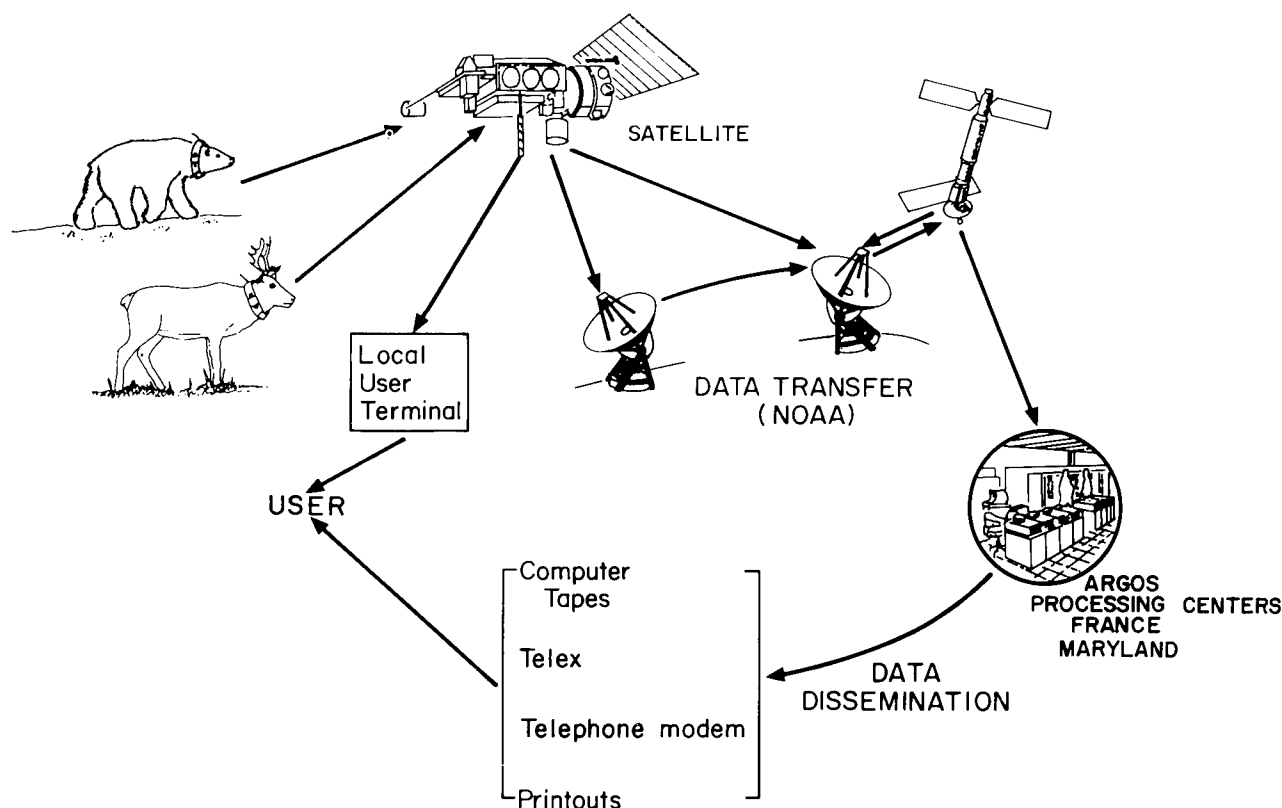 SATELLITE
Local
User
Terminal
DATA TRANSFER
(NOAA)
USER
Computer
Tapes
Telex
Telephone modem
Printouts
ARGOS
PROCESSING CENTERS
FRANCE
MARYLAND
DATA
DISSEMINATION